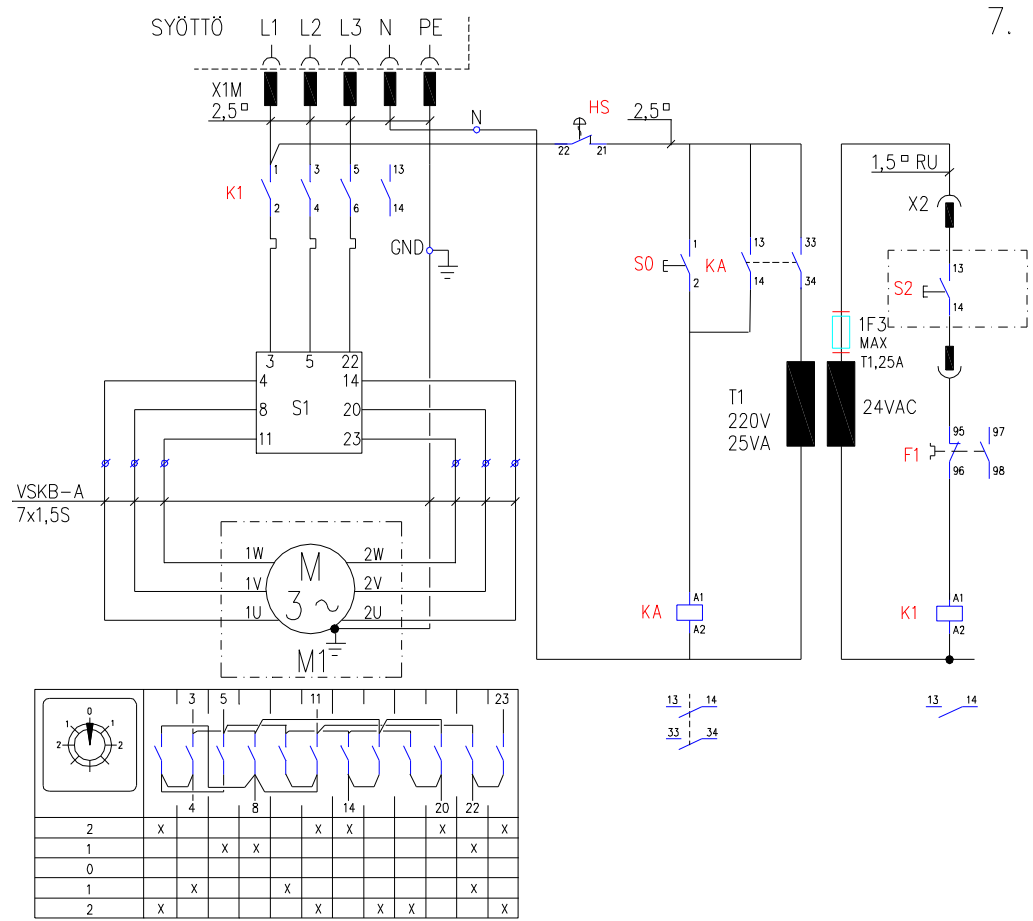 7.
SYÖTTÖ L1 L2 L3 N PE
X1M
2,5
N
HS
2,5
22 21
1,5 RU
X2
K1
1 3 5 13
2 4 6 14
GND
S0
1
2
KA
13 33
14 34
S2
13
14
1F3
MAX
T1,25A
3 5 22
4 14
8 S1 20
11 23
T1
220V
25VA
24VAC
F1
95 97
96 98
VSKB-A
7x1,5S
1W M 2W
1V 2V
1U 3 ~ 2U
M1
KA
A1
A2
K1
A1
A2
13 14
33 34
13 14
3 5 11 23
0
1 1
2 2
4 8 14 20 22
2 X X X X X
1 X X X
0
1 X X X
2 X X X X X